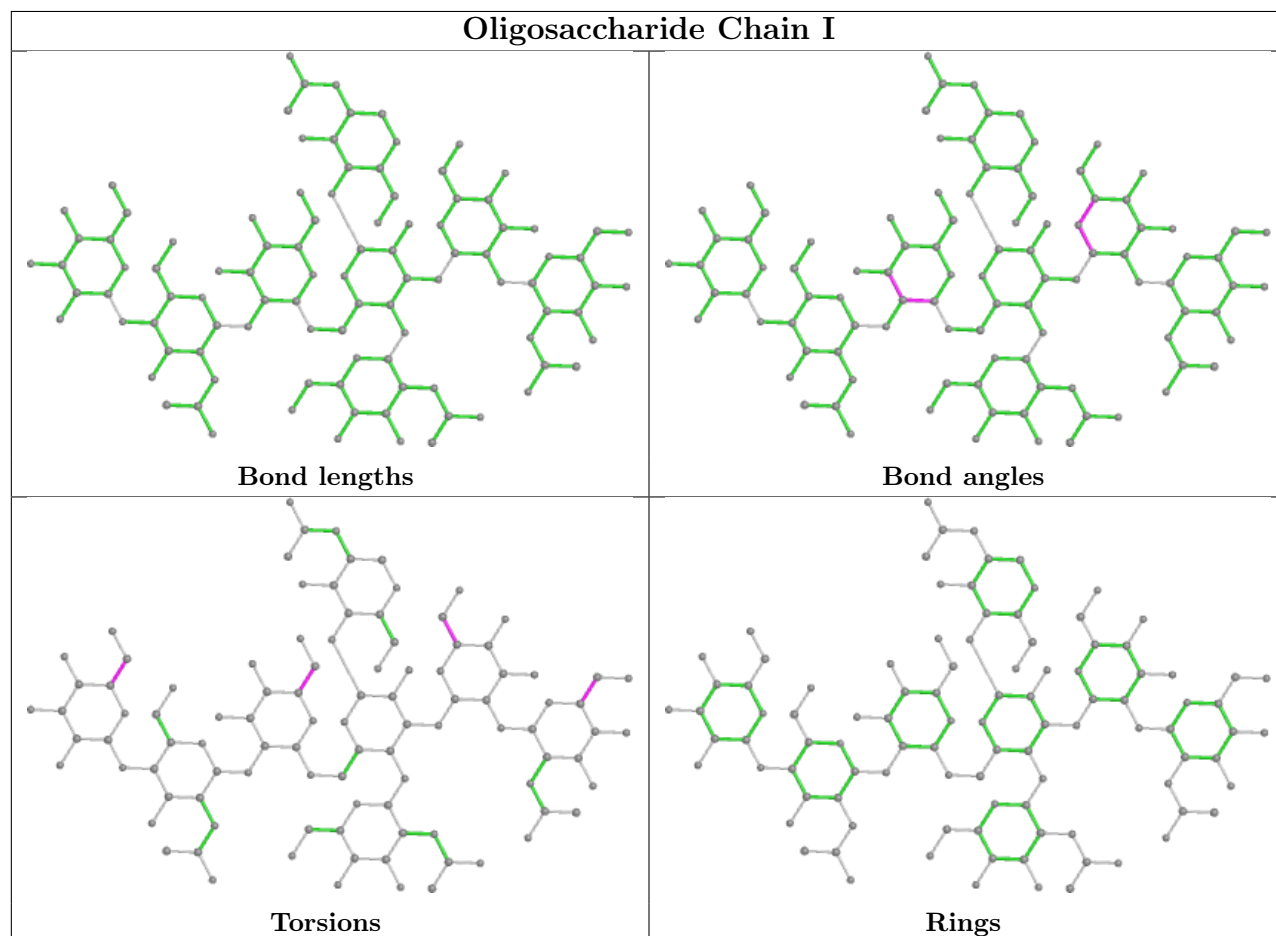 Oligosaccharide Chain I
Bond lengths
Bond angles
Torsions
Rings